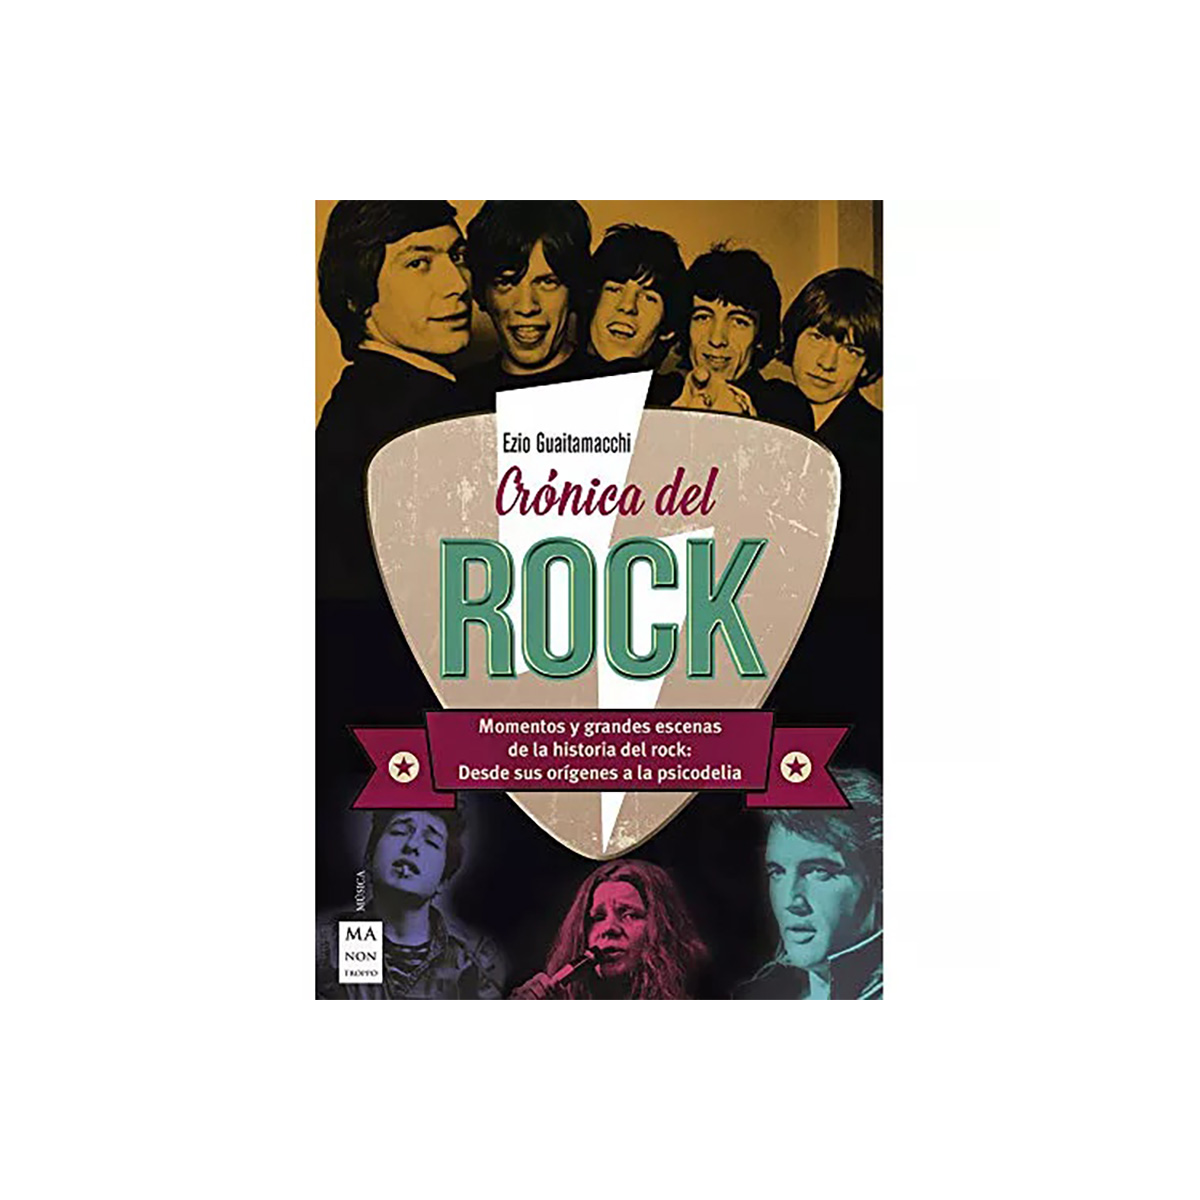 Ezio Guaitamacchi
Crónica del
ROCK
Momentos y grandes escenas
de la historia del rock:
Desde sus orígenes a la psicodelia
MÚSICA
MA
NON
TROPPO